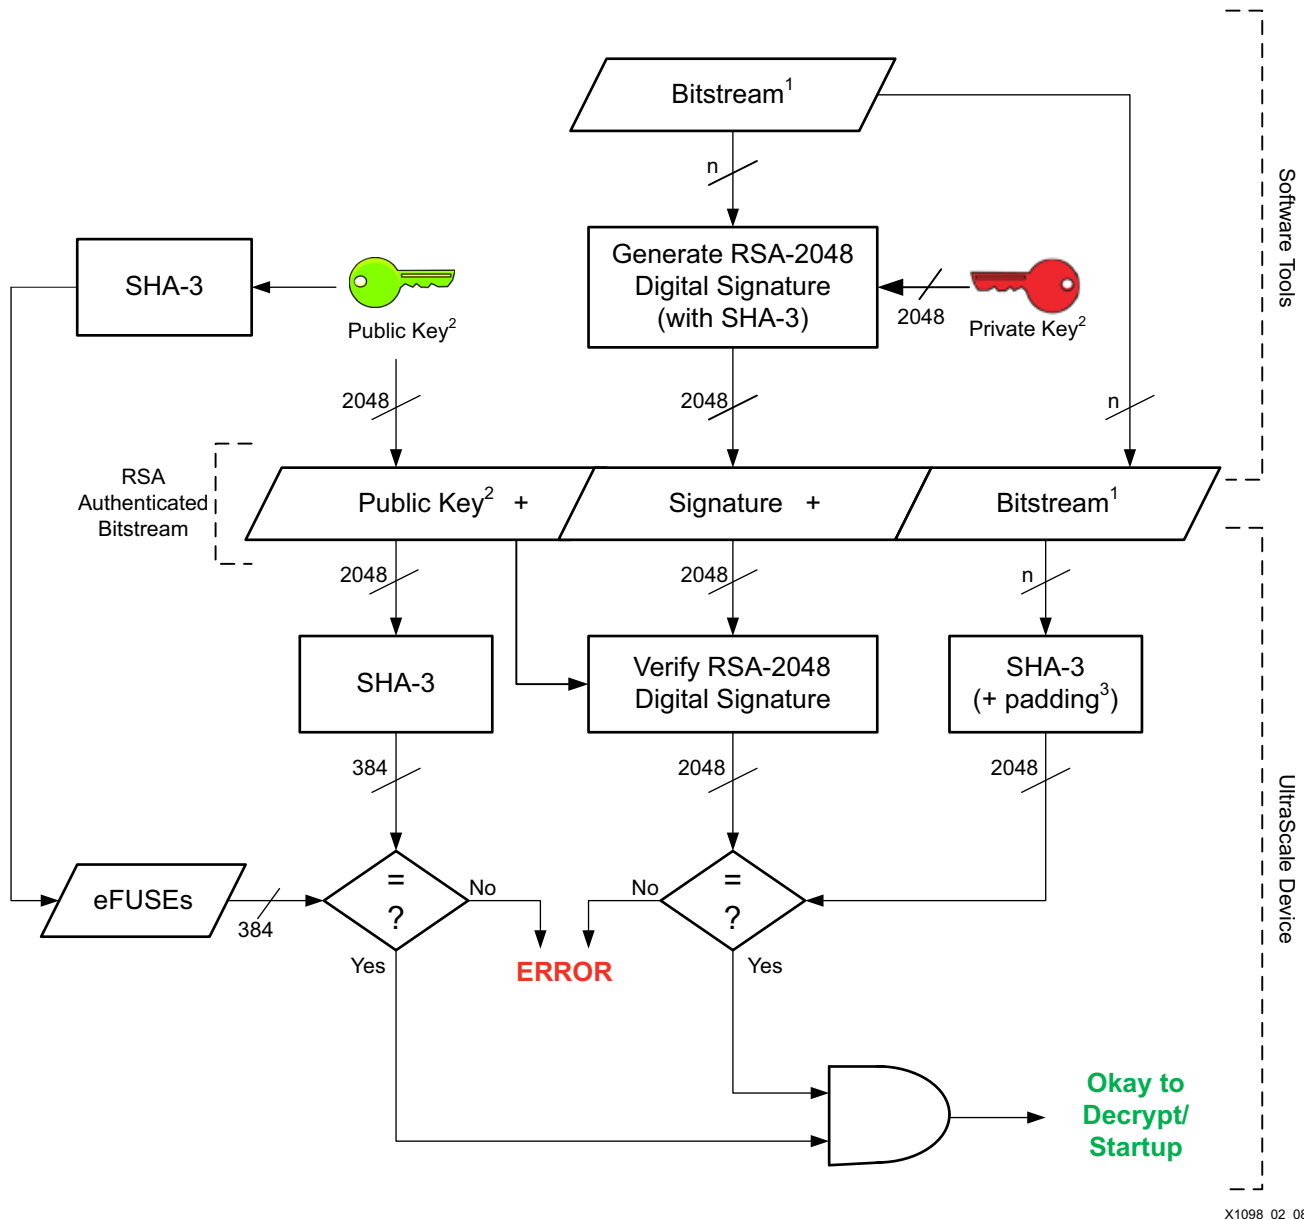 Bitstream1
n
Software Tools
SHA-3
Public Key2
Generate RSA-2048
Digital Signature
(with SHA-3)
2048
Private Key2
2048
2048
n
RSA
Authenticated
Bitstream
Public Key2 +
Signature +
Bitstream1
2048
2048
n
SHA-3
Verify RSA-2048
Digital Signature
SHA-3
(+ padding3)
384
2048
2048
UltraScale Device
eFUSEs
384
=
?
No
Yes
No
=
?
Yes
ERROR
Okay to
Decrypt/
Startup
X1098_02_08